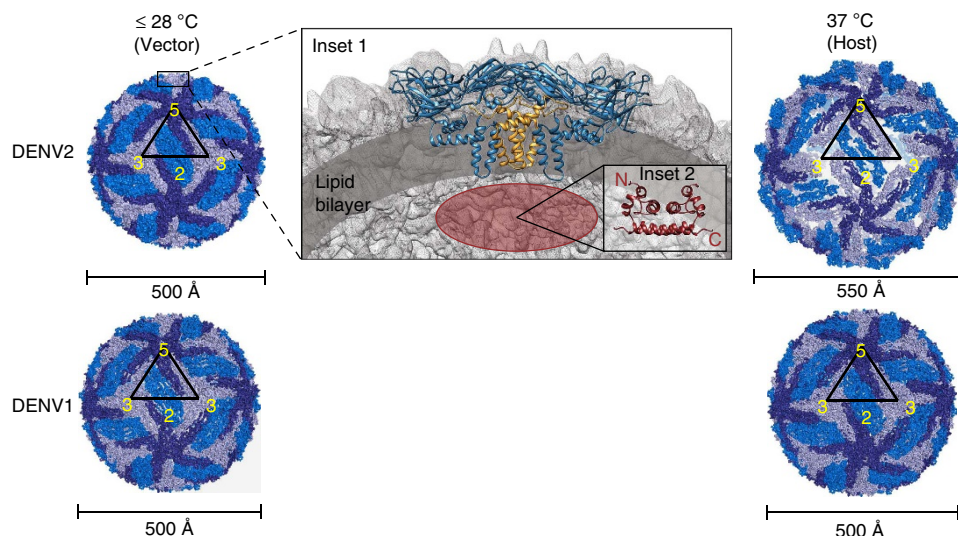 ≤ 28 °C
(Vector)
Inset 1
37 °C
(Host)
DENV2
5
3
3
2
Lipid
bilayer
N
Inset 2
C
5
3
3
2
500 Å
550 Å
DENV1
5
3
3
2
5
3
3
2
500 Å
500 Å